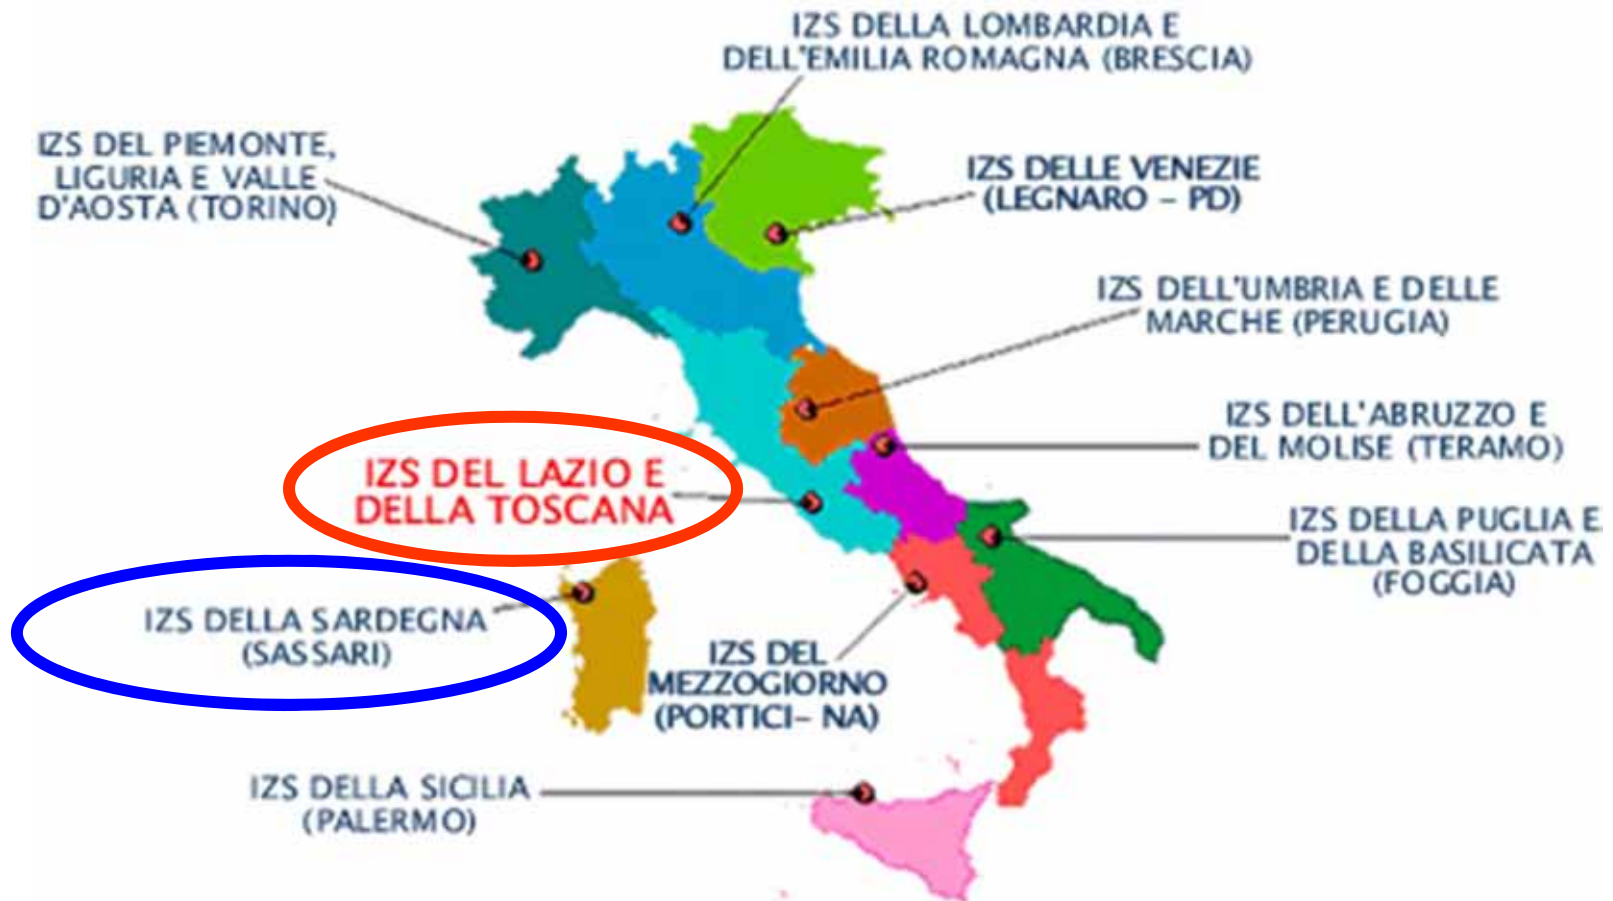 IZS DELLA LOMBARDIA E
DELL'EMILIA ROMAGNA (BRESCIA)
IZS DEL PIEMONTE,
LIGURIA E VALLE
D'AOSTA (TORINO)
IZS DELLE VENEZIE
(LEGNARO – PD)
IZS DELL'UMBRIA E DELLE
MARCHE (PERUGIA)
IZS DELL'ABRUZZO E
DEL MOLISE (TERAMO)
IZS DEL LAZIO E
DELLA TOSCANA
IZS DELLA PUGLIA E
DELLA BASILICATA
(FOGGIA)
IZS DELLA SARDEGNA
(SASSARI)
IZS DEL
MEZZOGIORNO
(PORTICI– NA)
IZS DELLA SICILIA
(PALERMO)